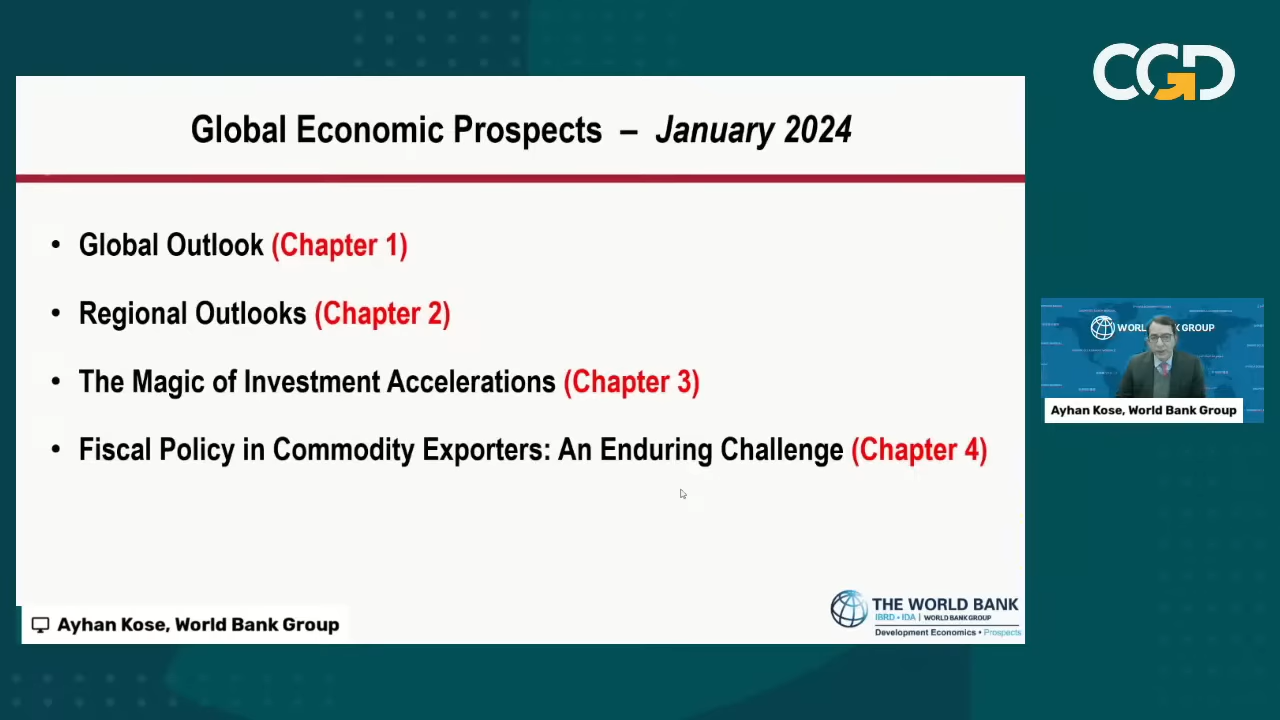 CGD
Global Economic Prospects – January 2024
• Global Outlook (Chapter 1)
• Regional Outlooks (Chapter 2)
• The Magic of Investment Accelerations (Chapter 3)
• Fiscal Policy in Commodity Exporters: An Enduring Challenge (Chapter 4)
Ayhan Kose, World Bank Group
THE WORLD BANK
IBRD • IDA | WORLD BANK GROUP
Development Economics • Prospects
GROUP
Ayhan Kose, World Bank Group